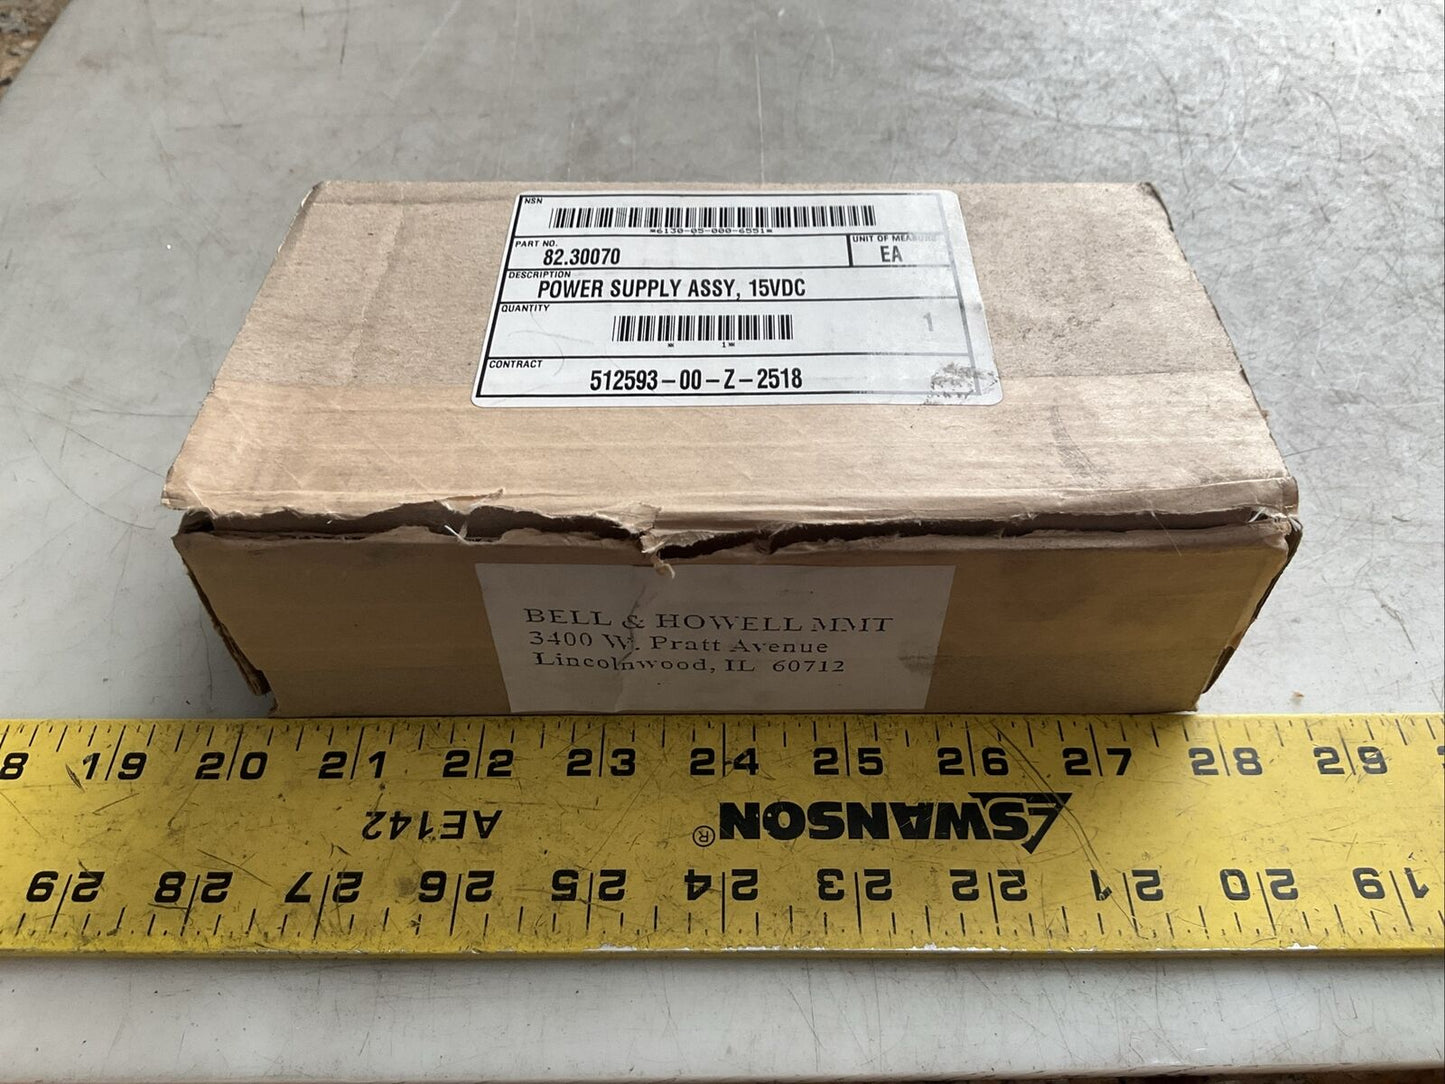 NSN
*6130-05-000-6551*
PART NO.
82.30070
UNIT OF MEASURE
EA
DESCRIPTION
POWER SUPPLY ASSY, 15VDC
QUANTITY
1
* 1*
CONTRACT
512593-00-Z-2518
BELL & HOWELL MMT
3400 W. Pratt Avenue
Lincolnwood, IL 60712
8 19 20 21 22 23 24 25 26 27 28 29
AE142
SWANSON®
29 28 27 26 25 24 23 22 21 20 19